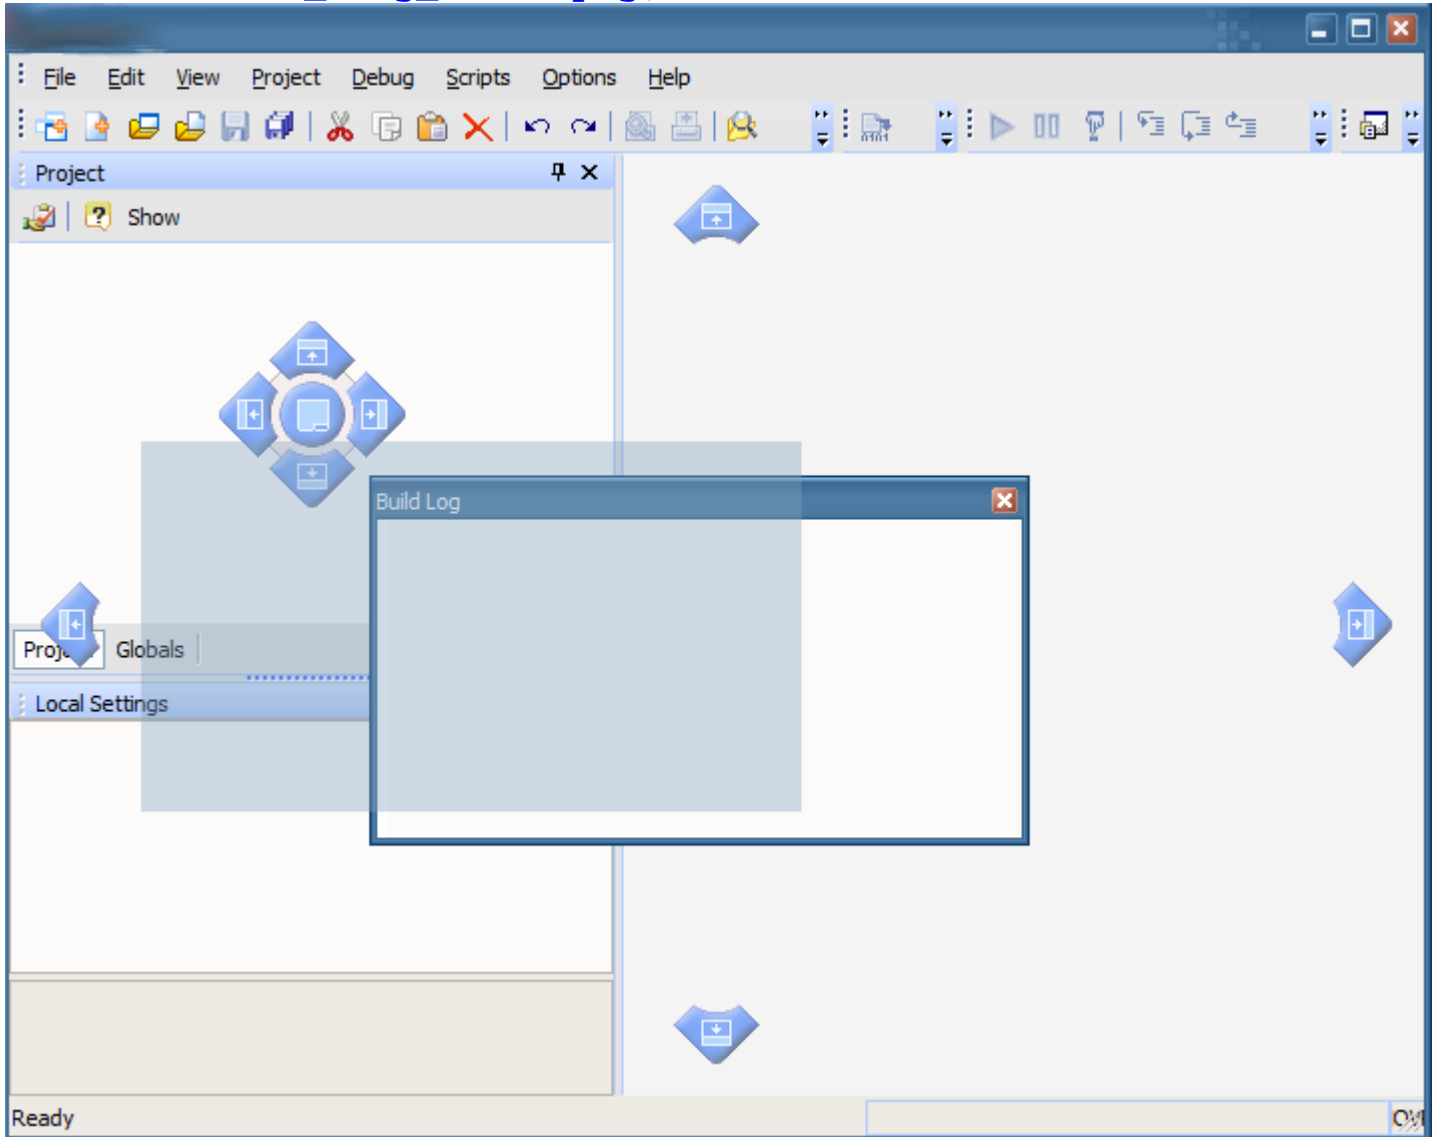 File Edit View Project Debug Scripts Options Help
Project
Show
Build Log
Globals
Local Settings
Ready